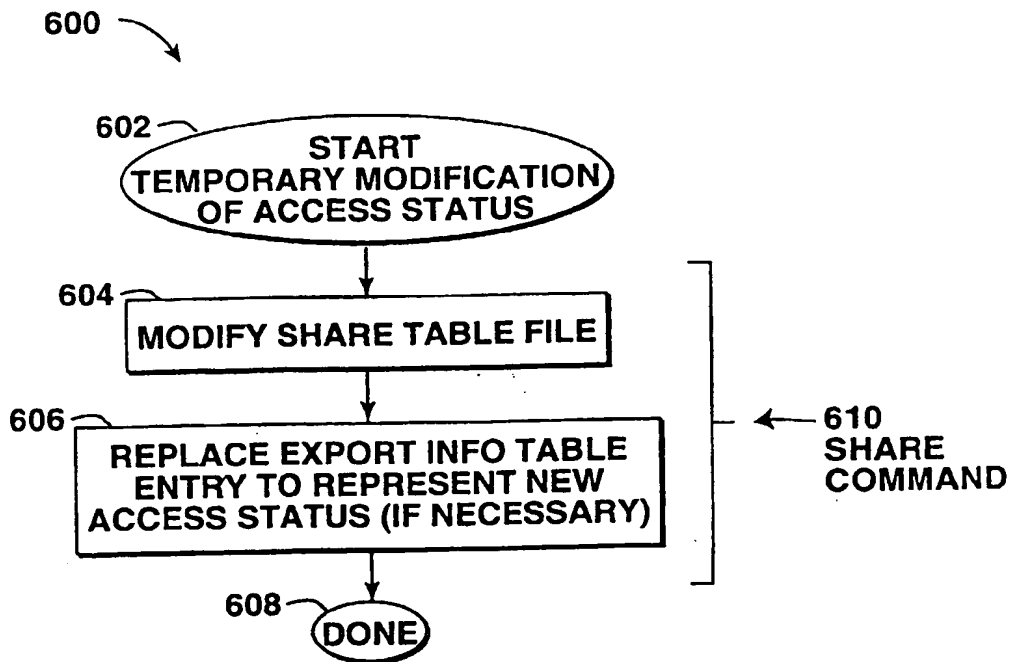 600
602
START
TEMPORARY MODIFICATION
OF ACCESS STATUS
604
MODIFY SHARE TABLE FILE
606
REPLACE EXPORT INFO TABLE
ENTRY TO REPRESENT NEW
ACCESS STATUS (IF NECESSARY)
610
SHARE
COMMAND
608
DONE